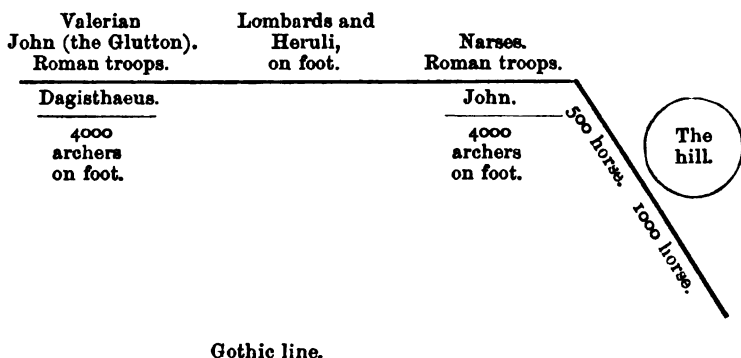 Valerian
John (the Glutton).
Roman troops.
Lombards and
Heruli,
on foot.
Narses.
Roman troops.
Dagisthaeus.
4000
archers
on foot.
John.
4000
archers
on foot.
500 horse. 1000 horse.
The
hill.
Gothic line.